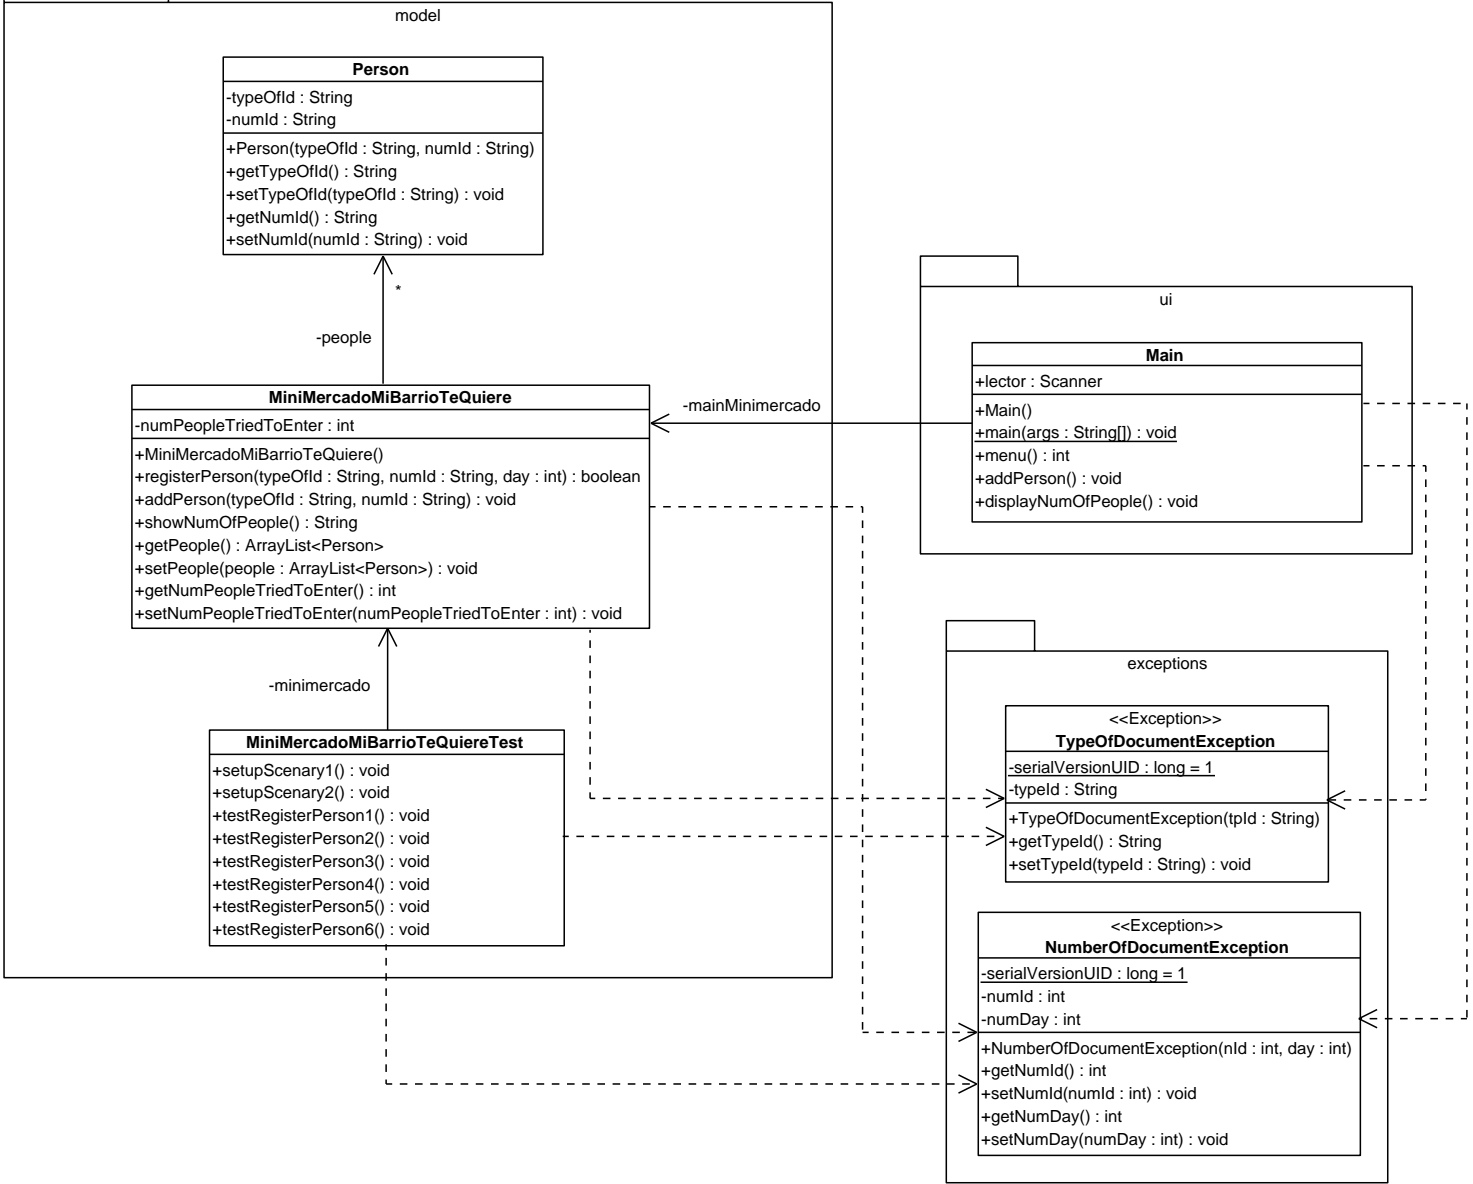 model
Person
-typeOfId : String
-numId : String
+Person(typeOfId : String, numId : String)
+getTypeOfId() : String
+setTypeOfId(typeOfId : String) : void
+getNumId() : String
+setNumId(numId : String) : void
*
-people
MiniMercadoMiBarrioTeQuiere
-numPeopleTriedToEnter : int
+MiniMercadoMiBarrioTeQuiere()
+registerPerson(typeOfId : String, numId : String, day : int) : boolean
+addPerson(typeOfId : String, numId : String) : void
+showNumOfPeople() : String
+getPeople() : ArrayList<Person>
+setPeople(people : ArrayList<Person>) : void
+getNumPeopleTriedToEnter() : int
+setNumPeopleTriedToEnter(numPeopleTriedToEnter : int) : void
-minimercado
MiniMercadoMiBarrioTeQuiereTest
+setupScenary1() : void
+setupScenary2() : void
+testRegisterPerson1() : void
+testRegisterPerson2() : void
+testRegisterPerson3() : void
+testRegisterPerson4() : void
+testRegisterPerson5() : void
+testRegisterPerson6() : void
-mainMinimercado
ui
Main
+lector : Scanner
+Main()
+main(args : String[]) : void
+menu() : int
+addPerson() : void
+displayNumOfPeople() : void
exceptions
<<Exception>>
TypeOfDocumentException
-serialVersionUID : long = 1
-typeId : String
+TypeOfDocumentException(tpId : String)
+getTypeId() : String
+setTypeId(typeId : String) : void
<<Exception>>
NumberOfDocumentException
-serialVersionUID : long = 1
-numId : int
-numDay : int
+NumberOfDocumentException(nId : int, day : int)
+getNumId() : int
+setNumId(numId : int) : void
+getNumDay() : int
+setNumDay(numDay : int) : void